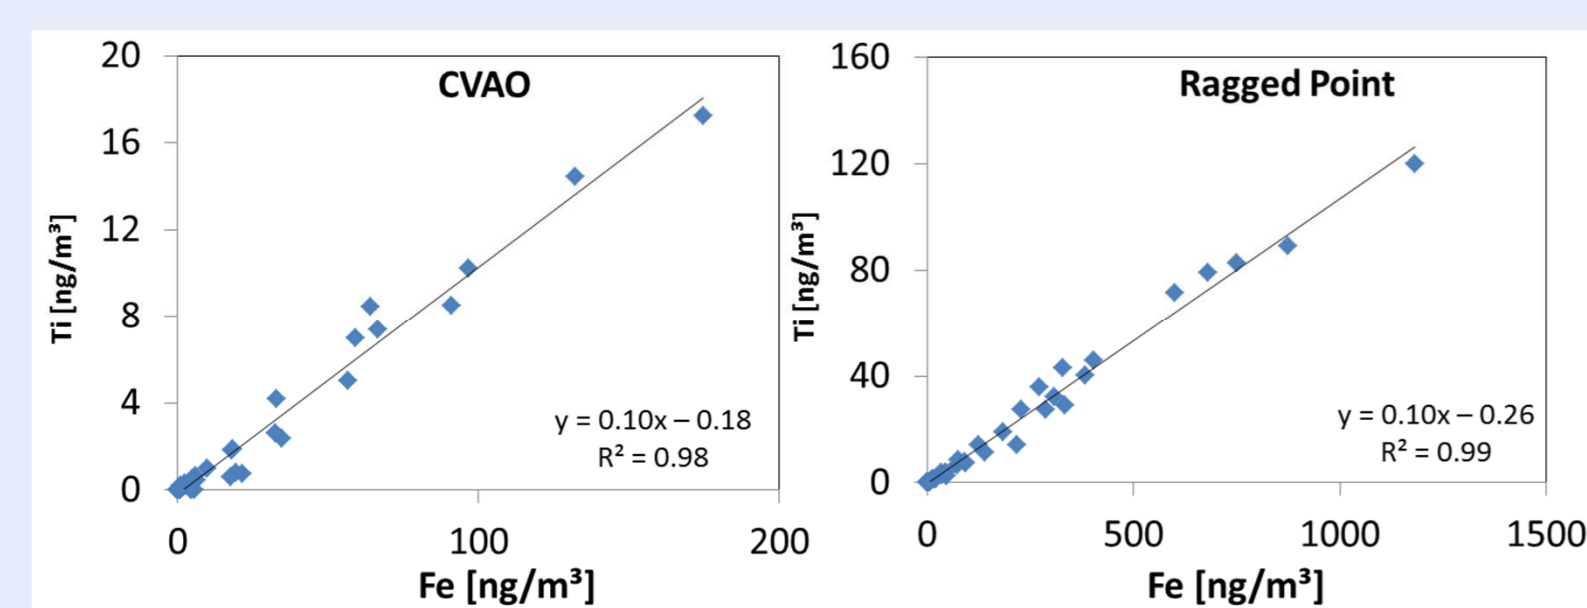 CVAO
20
16
12
8
4
0
Ti [ng/m³]
y = 0.10x – 0.18
R² = 0.98
0 100 200
Fe [ng/m³]
Ragged Point
160
120
80
40
0
Ti [ng/m³]
y = 0.10x – 0.26
R² = 0.99
0 500 1000 1500
Fe [ng/m³]